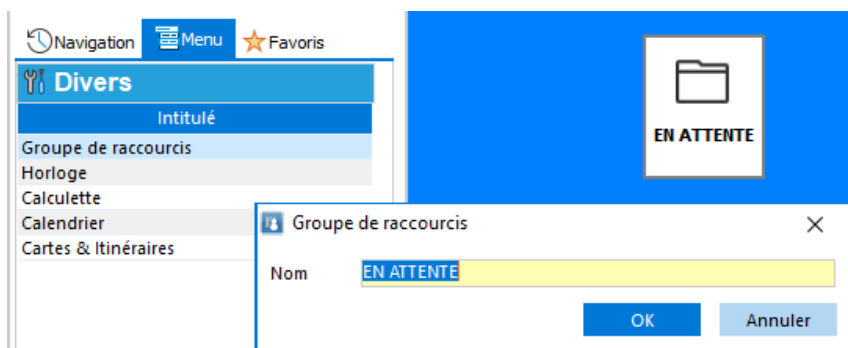 Navigation Menu Favoris
Divers
Intitulé
Groupe de raccourcis
Horloge
Calculette
Calendrier
Cartes & Itinéraires
EN ATTENTE
Groupe de raccourcis
Nom EN ATTENTE
OK Annuler